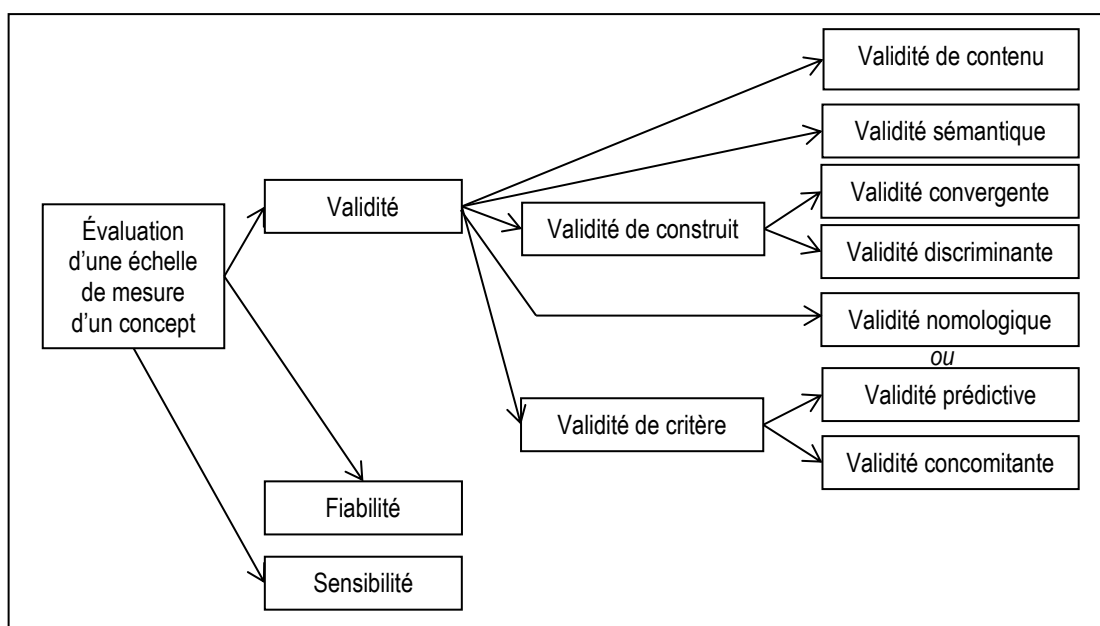 Évaluation
d’une échelle
de mesure
d’un concept
Validité
Fiabilité
Sensibilité
Validité de construit
Validité de critère
Validité de contenu
Validité sémantique
Validité convergente
Validité discriminante
Validité nomologique
ou
Validité prédictive
Validité concomitante